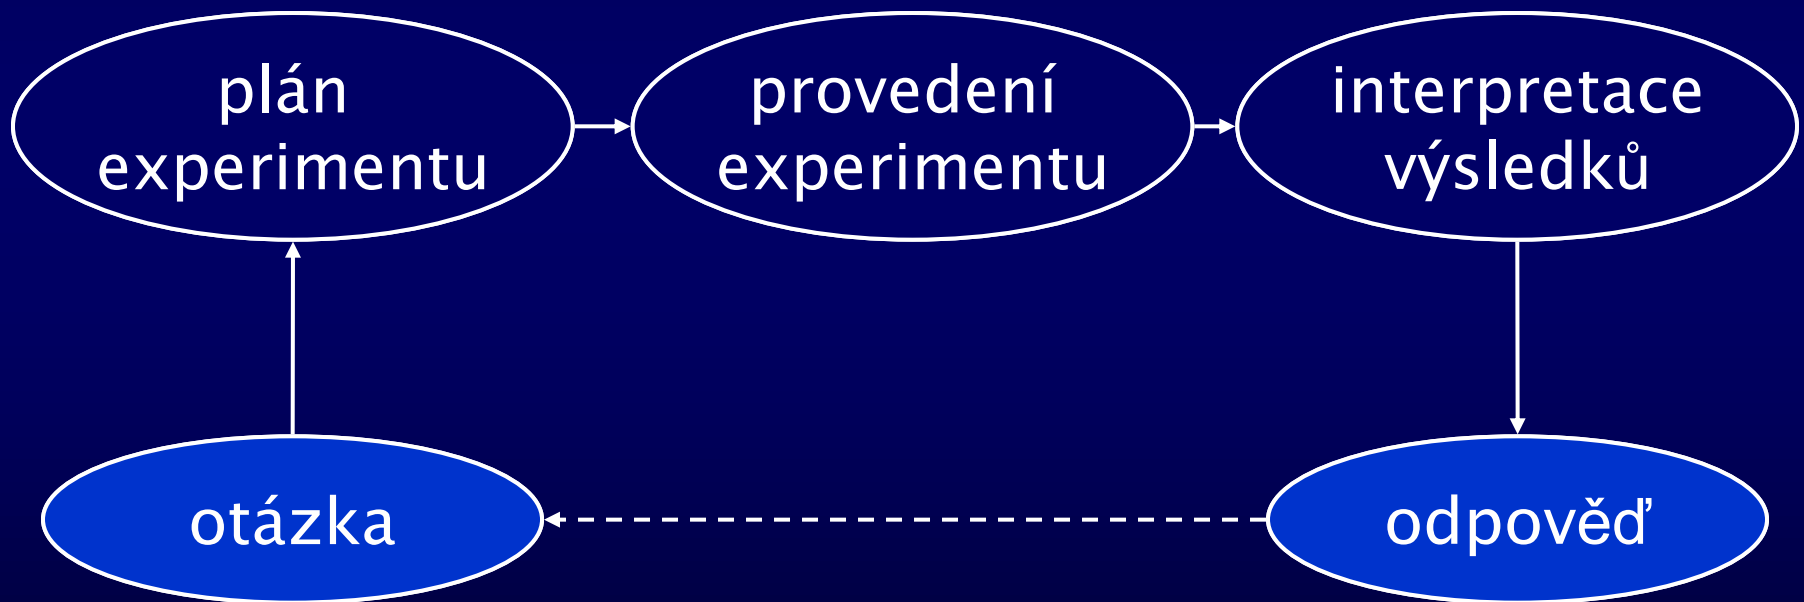 plán
experimentu
provedení
experimentu
interpretace
výsledků
otázka
odpověď